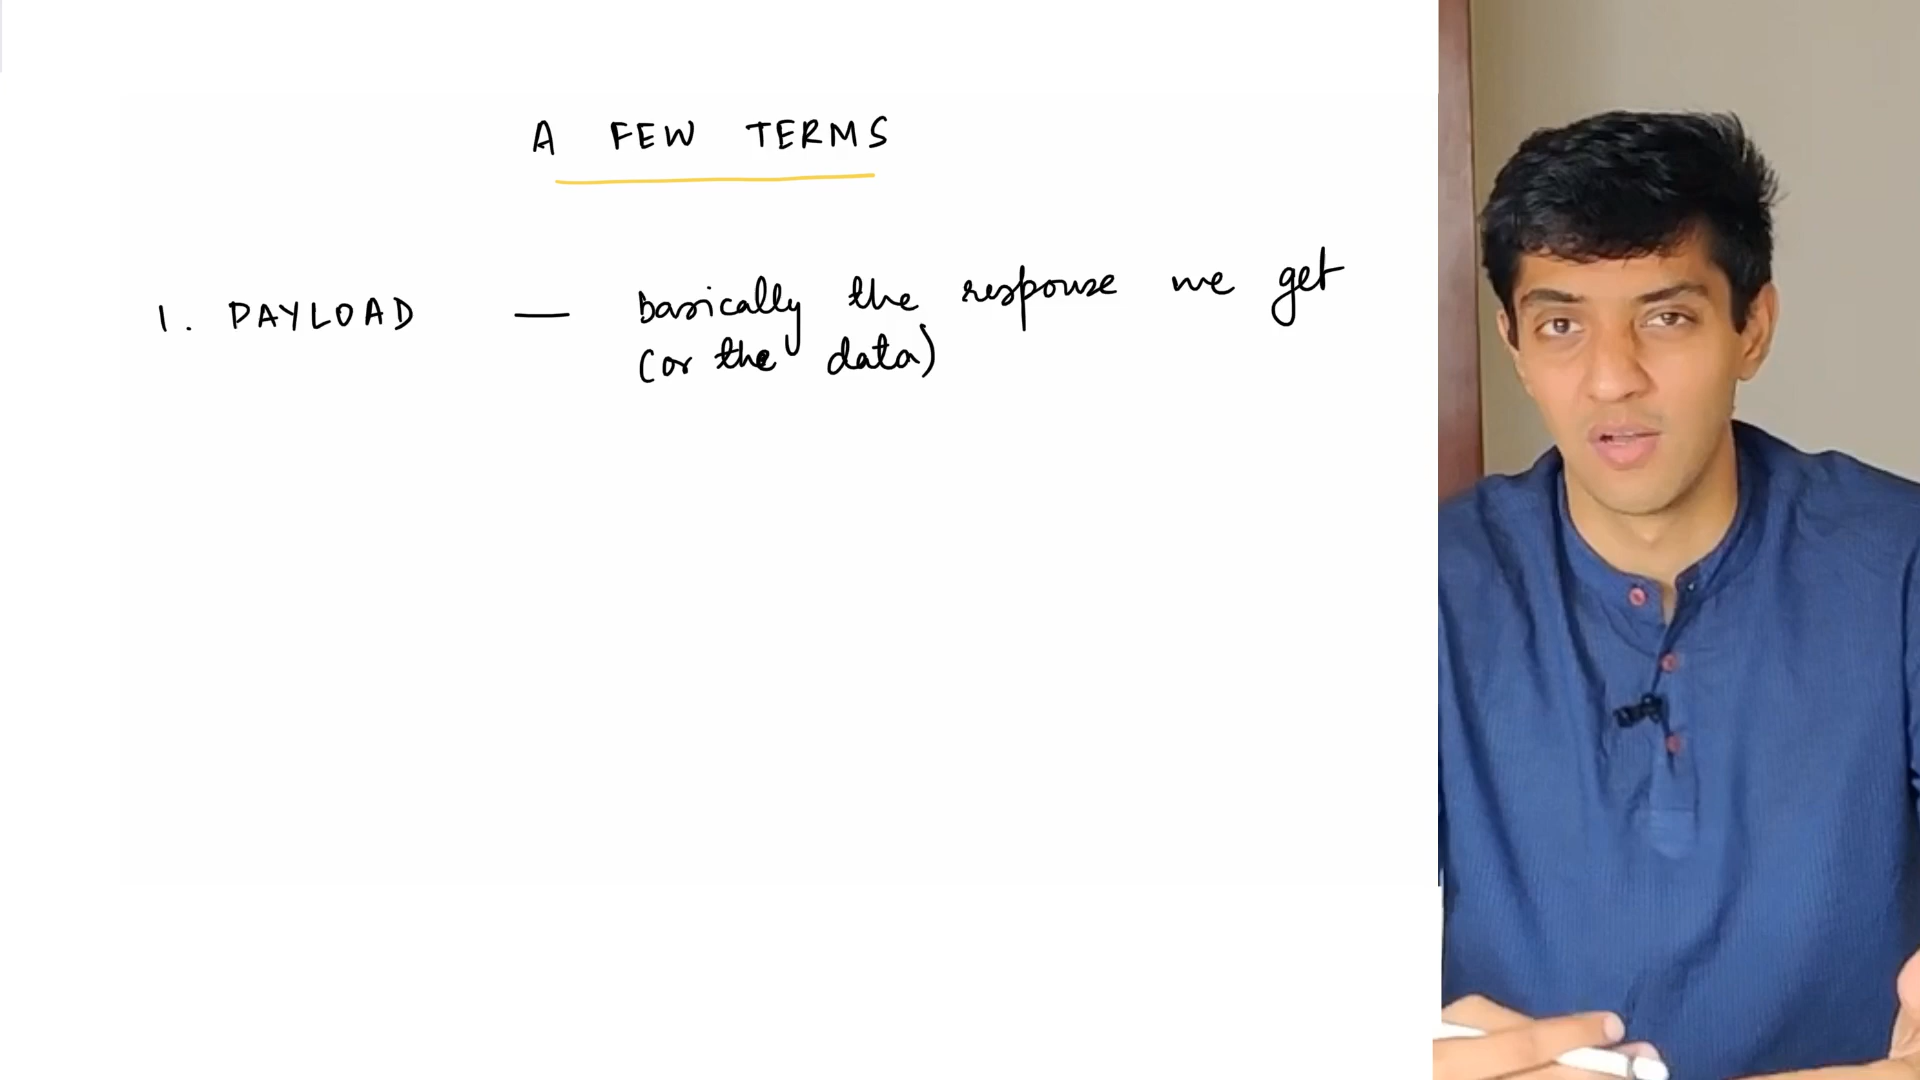 A FEW TERMS
1. PAYLOAD — basically the response we get
(or the data)